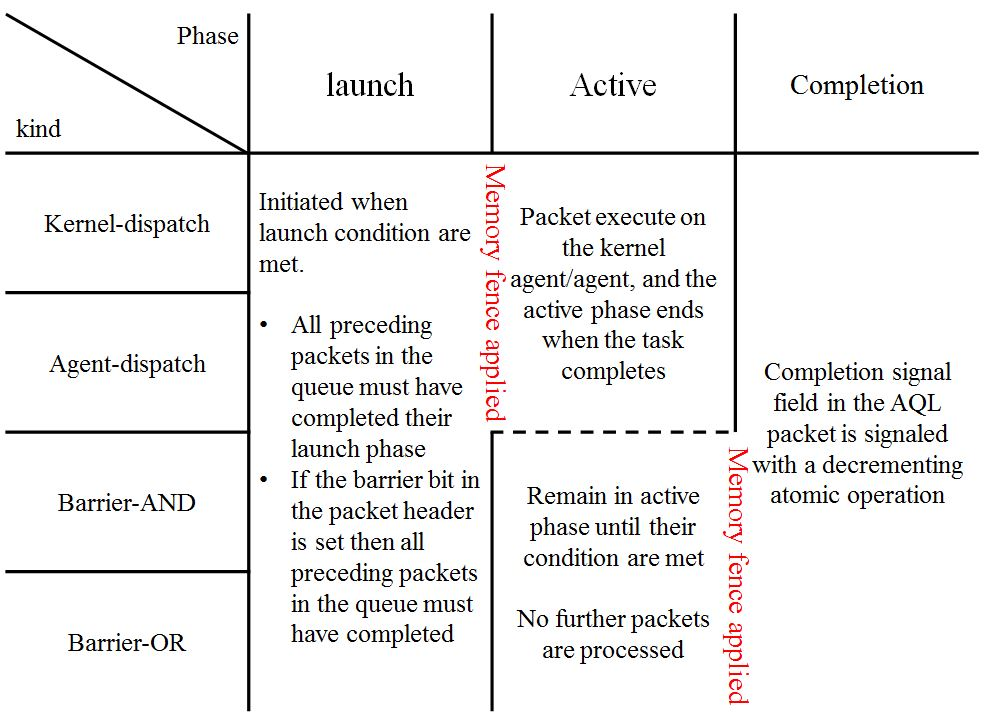 Phase
kind
launch
Active
Completion
Kernel-dispatch
Agent-dispatch
Barrier-AND
Barrier-OR
Initiated when
launch condition are
met.
• All preceding
packets in the
queue must have
completed their
launch phase
• If the barrier bit in
the packet header
is set then all
preceding packets
in the queue must
have completed
Memory fence applied
Packet execute on
the kernel
agent/agent, and the
active phase ends
when the task
completes
Remain in active
phase until their
condition are met
No further packets
are processed
Memory fence applied
Completion signal
field in the AQL
packet is signaled
with a decrementing
atomic operation